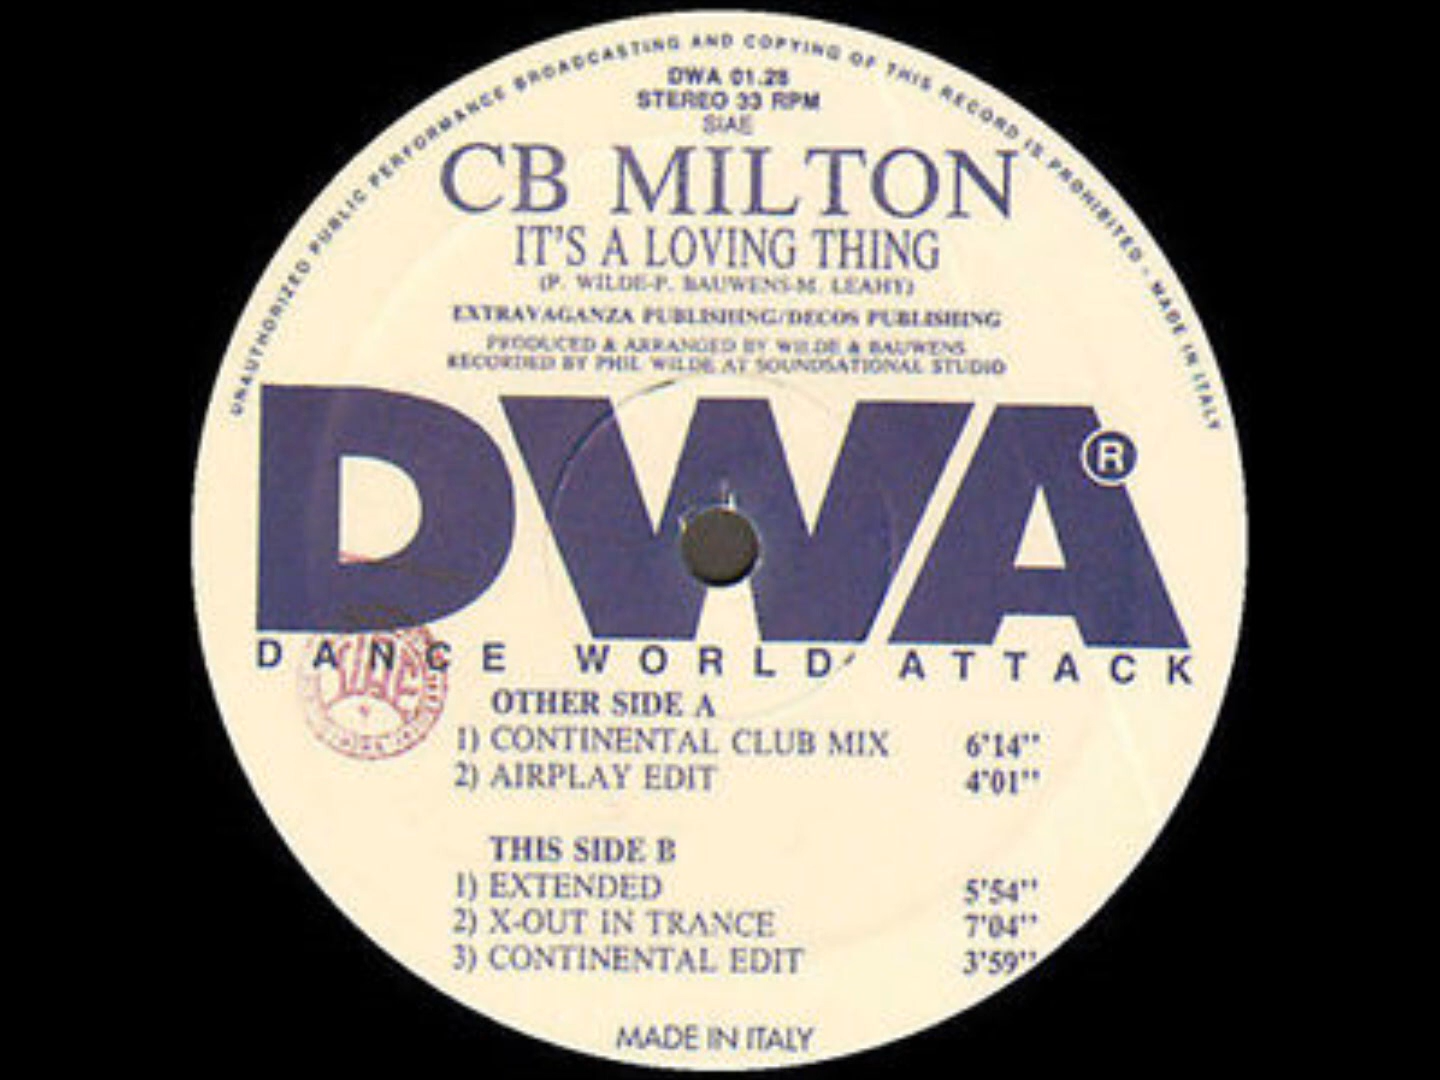 UNAUTHORIZED PUBLIC PERFORMANCE BROADCASTING AND COPYING OF THIS RECORD IS PROHIBITED - MADE IN ITALY
DWA 01.28
STEREO 33 RPM
SIAE
CB MILTON
IT'S A LOVING THING
(P. WILDE-P. BAUWENS-M. LEAHY)
EXTRAVAGANZA PUBLISHING/DECOS PUBLISHING
PRODUCED & ARRANGED BY WILDE & BAUWENS
RECORDED BY PHIL WILDE AT SOUNDSATIONAL STUDIO
DWA®
DANCE WORLD ATTACK
OTHER SIDE A
1) CONTINENTAL CLUB MIX 6'14''
2) AIRPLAY EDIT 4'01''
THIS SIDE B
1) EXTENDED 5'54''
2) X-OUT IN TRANCE 7'04''
3) CONTINENTAL EDIT 3'59''
MADE IN ITALY